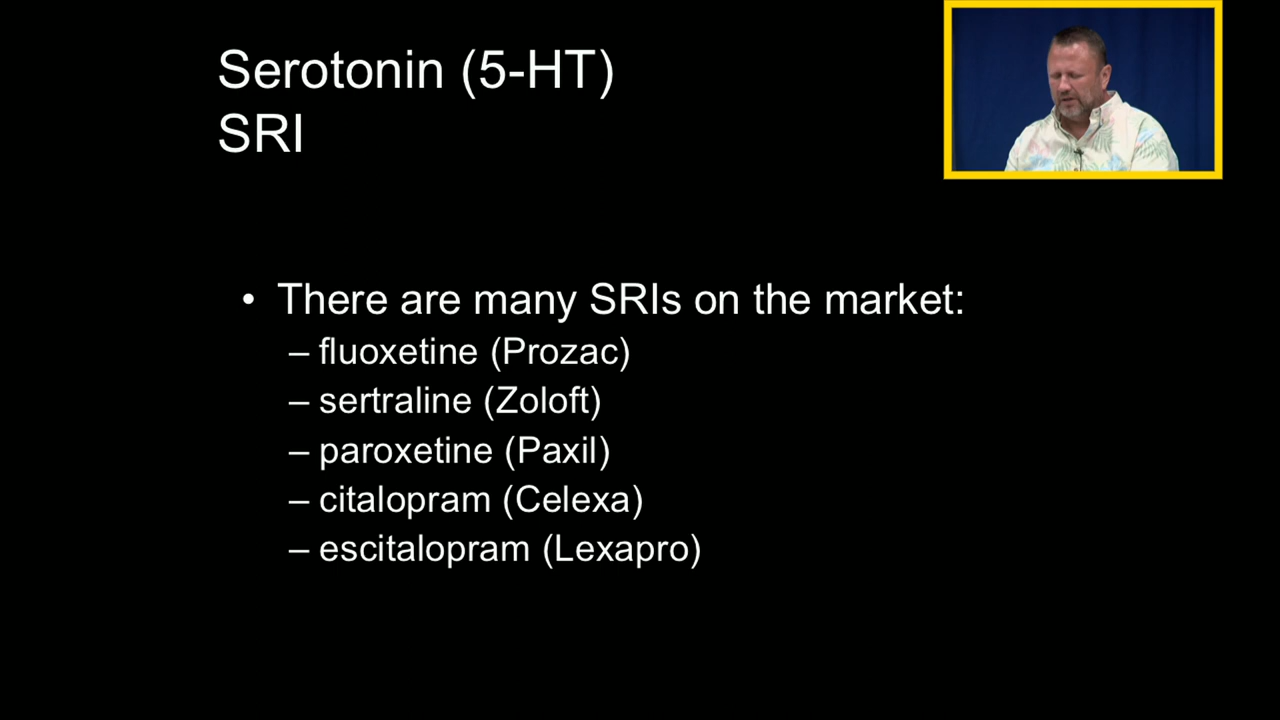 Serotonin (5-HT)
SRI
• There are many SRIs on the market:
– fluoxetine (Prozac)
– sertraline (Zoloft)
– paroxetine (Paxil)
– citalopram (Celexa)
– escitalopram (Lexapro)